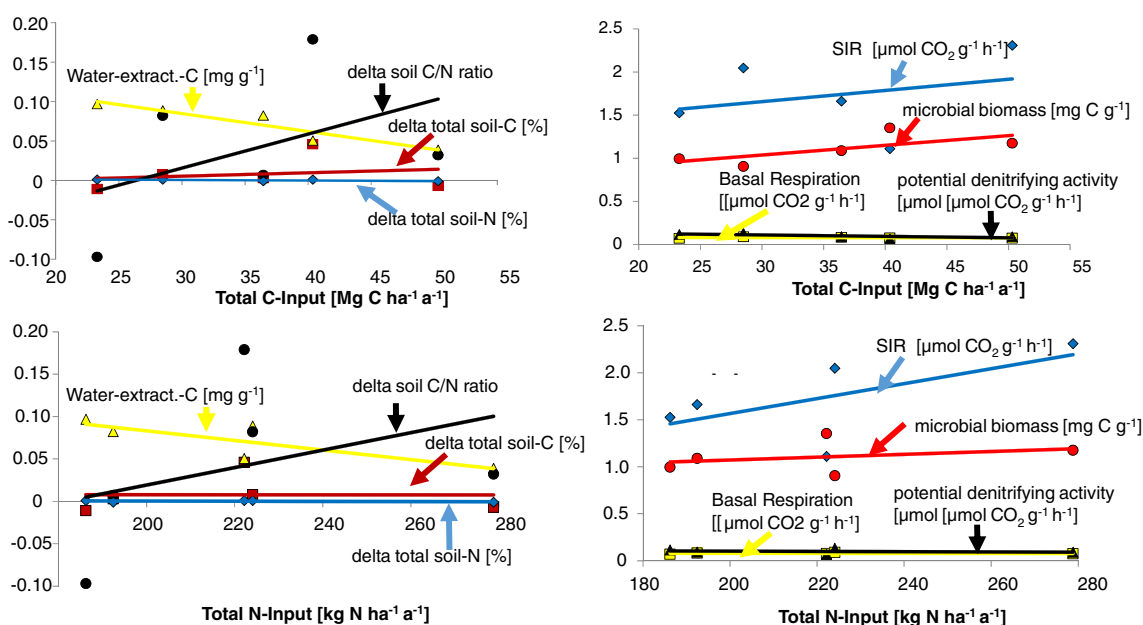 0.20
0.15
0.10
0.05
0
-0.05
-0.10
20
25
30
35
40
45
50
55
Water-extract.-C [mg g⁻¹]
delta soil C/N ratio
delta total soil-C [%]
delta total soil-N [%]
Total C-Input [Mg C ha⁻¹ a⁻¹]
2.5
2
1.5
1
0.5
0
20
25
30
35
40
45
50
55
SIR [µmol CO₂ g⁻¹ h⁻¹]
microbial biomass [mg C g⁻¹]
Basal Respiration
[[µmol CO2 g⁻¹ h⁻¹]
potential denitrifying activity
[µmol [µmol CO₂ g⁻¹ h⁻¹]
Total C-Input [Mg C ha⁻¹ a⁻¹]
0.20
0.15
0.10
0.05
0
-0.05
-0.10
200
220
240
260
280
Water-extract.-C [mg g⁻¹]
delta soil C/N ratio
delta total soil-C [%]
delta total soil-N [%]
Total N-Input [kg N ha⁻¹ a⁻¹]
2.5
2.0
1.5
1.0
0.5
0
180
200
220
240
260
280
SIR [µmol CO₂ g⁻¹ h⁻¹]
microbial biomass [mg C g⁻¹]
Basal Respiration
[[µmol CO2 g⁻¹ h⁻¹]
potential denitrifying activity
[µmol [µmol CO₂ g⁻¹ h⁻¹]
Total N-Input [kg N ha⁻¹ a⁻¹]